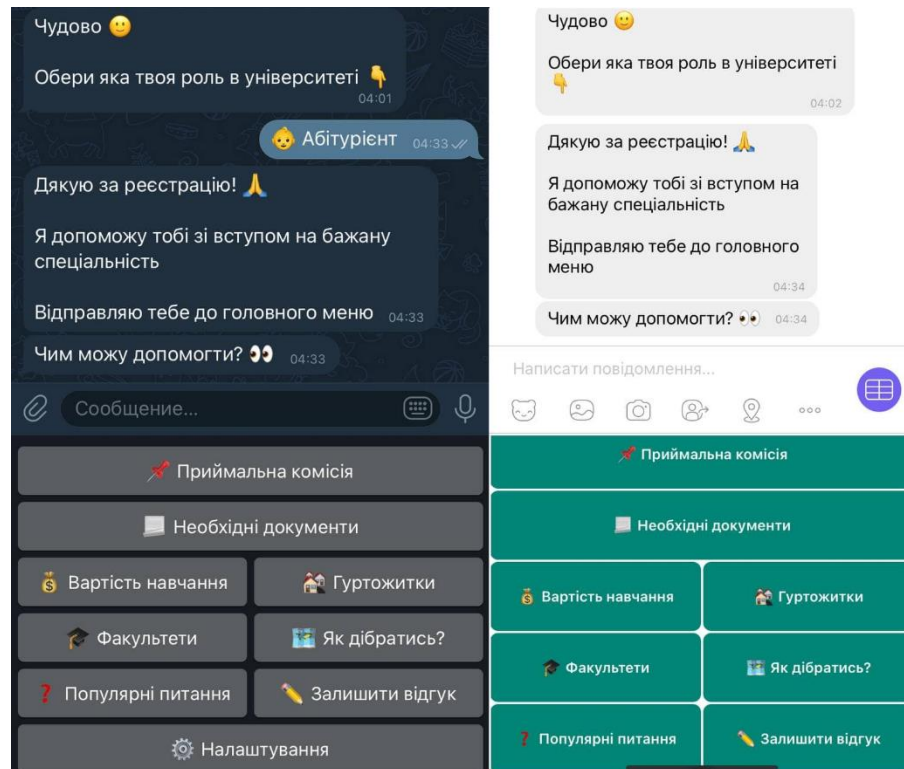 Чудово 🙂
Обери яка твоя роль в університеті 👇
04:01
👶 Абітурієнт 04:33
Дякую за реєстрацію! 🙏
Я допоможу тобі зі вступом на бажану
спеціальність
Відправляю тебе до головного меню 04:33
Чим можу допомогти? 👀 04:33
Сообщение...
📌 Приймальна комісія
📃 Необхідні документи
💰 Вартість навчання
🏘 Гуртожитки
🎓 Факультети
🗺 Як дібратись?
❓ Популярні питання
✏️ Залишити відгук
⚙️ Налаштування
Чудово 🙂
Обери яка твоя роль в університеті
👇
04:02
Дякую за реєстрацію! 🙏
Я допоможу тобі зі вступом на
бажану спеціальність
Відправляю тебе до головного
меню
04:34
Чим можу допомогти? 👀 04:34
Написати повідомлення...
📌 Приймальна комісія
📃 Необхідні документи
💰 Вартість навчання
🏘 Гуртожитки
🎓 Факультети
🗺 Як дібратись?
❓ Популярні питання
✏️ Залишити відгук